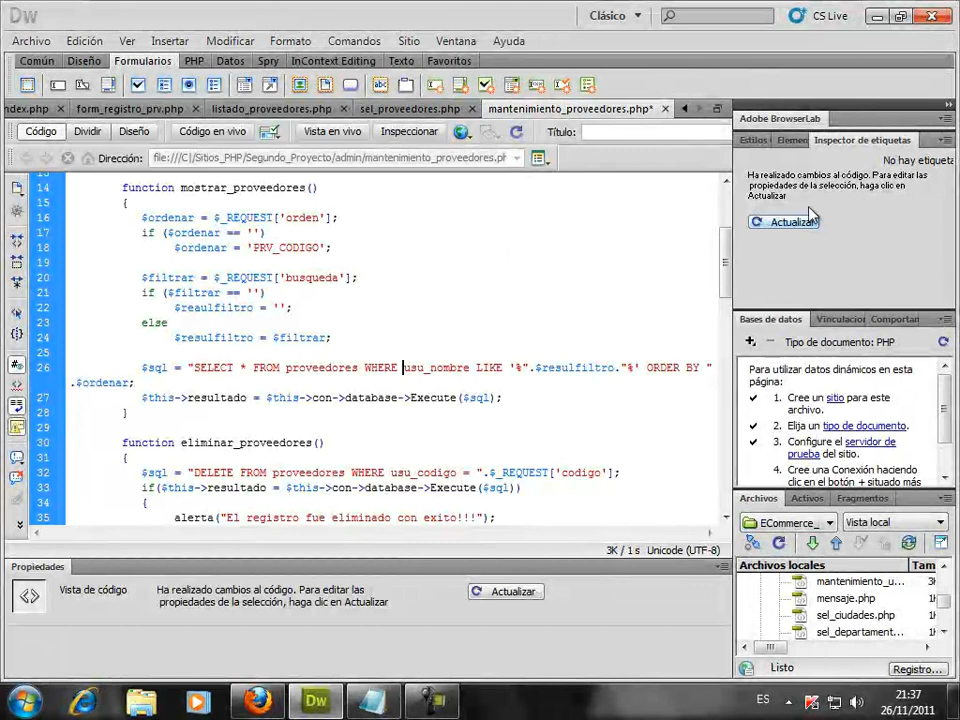 Dw
Clásico
CS Live
Archivo Edición Ver Insertar Modificar Formato Comandos Sitio Ventana Ayuda
Común Diseño Formularios PHP Datos Spry InContext Editing Texto Favoritos
ndex.php form_registro_prv.php listado_proveedores.php sel_proveedores.php mantenimiento_proveedores.php*
Código Dividir Diseño Código en vivo Vista en vivo Inspeccionar Título:
Dirección: file:///C|/Sitios_PHP/Segundo_Proyecto/admin/mantenimiento_proveedores.ph
14 function mostrar_proveedores()
15 {
16 $ordenar = $_REQUEST['orden'];
17 if ($ordenar == '')
18 $ordenar = 'PRV_CODIGO';
19
20 $filtrar = $_REQUEST['busqueda'];
21 if ($filtrar == '')
22 $reaulfiltro = '';
23 else
24 $resulfiltro = $filtrar;
25
26 $sql = "SELECT * FROM proveedores WHERE usu_nombre LIKE '%".$resulfiltro."%' ORDER BY "
.$ordenar;
27 $this->resultado = $this->con->database->Execute($sql);
28 }
29
30 function eliminar_proveedores()
31 {
32 $sql = "DELETE FROM proveedores WHERE usu_codigo = ".$_REQUEST['codigo'];
33 if($this->resultado = $this->con->database->Execute($sql))
34 {
35 alerta("El registro fue eliminado con exito!!!");
3K / 1 s Unicode (UTF-8)
Propiedades
Vista de código
Ha realizado cambios al código. Para editar las
propiedades de la selección, haga clic en Actualizar
Actualizar
Adobe BrowserLab
Estilos Elemen Inspector de etiquetas
No hay etiqueta
Ha realizado cambios al código. Para editar las
propiedades de la selección, haga clic en
Actualizar
Actualizar
Bases de datos Vinculacior Comportar
Tipo de documento: PHP
Para utilizar datos dinámicos en esta
página:
1. Cree un sitio para este
archivo.
2. Elija un tipo de documento.
3. Configure el servidor de
prueba del sitio.
4. Cree una Conexión haciendo
clic en el botón + situado más
Archivos Activos Fragmentos
ECommerce_ Vista local
Archivos locales Tam
mantenimiento_u... 3K
mensaje.php 1K
sel_ciudades.php 1K
sel_departament... 1K
Listo Registro...
ES
21:37
26/11/2011